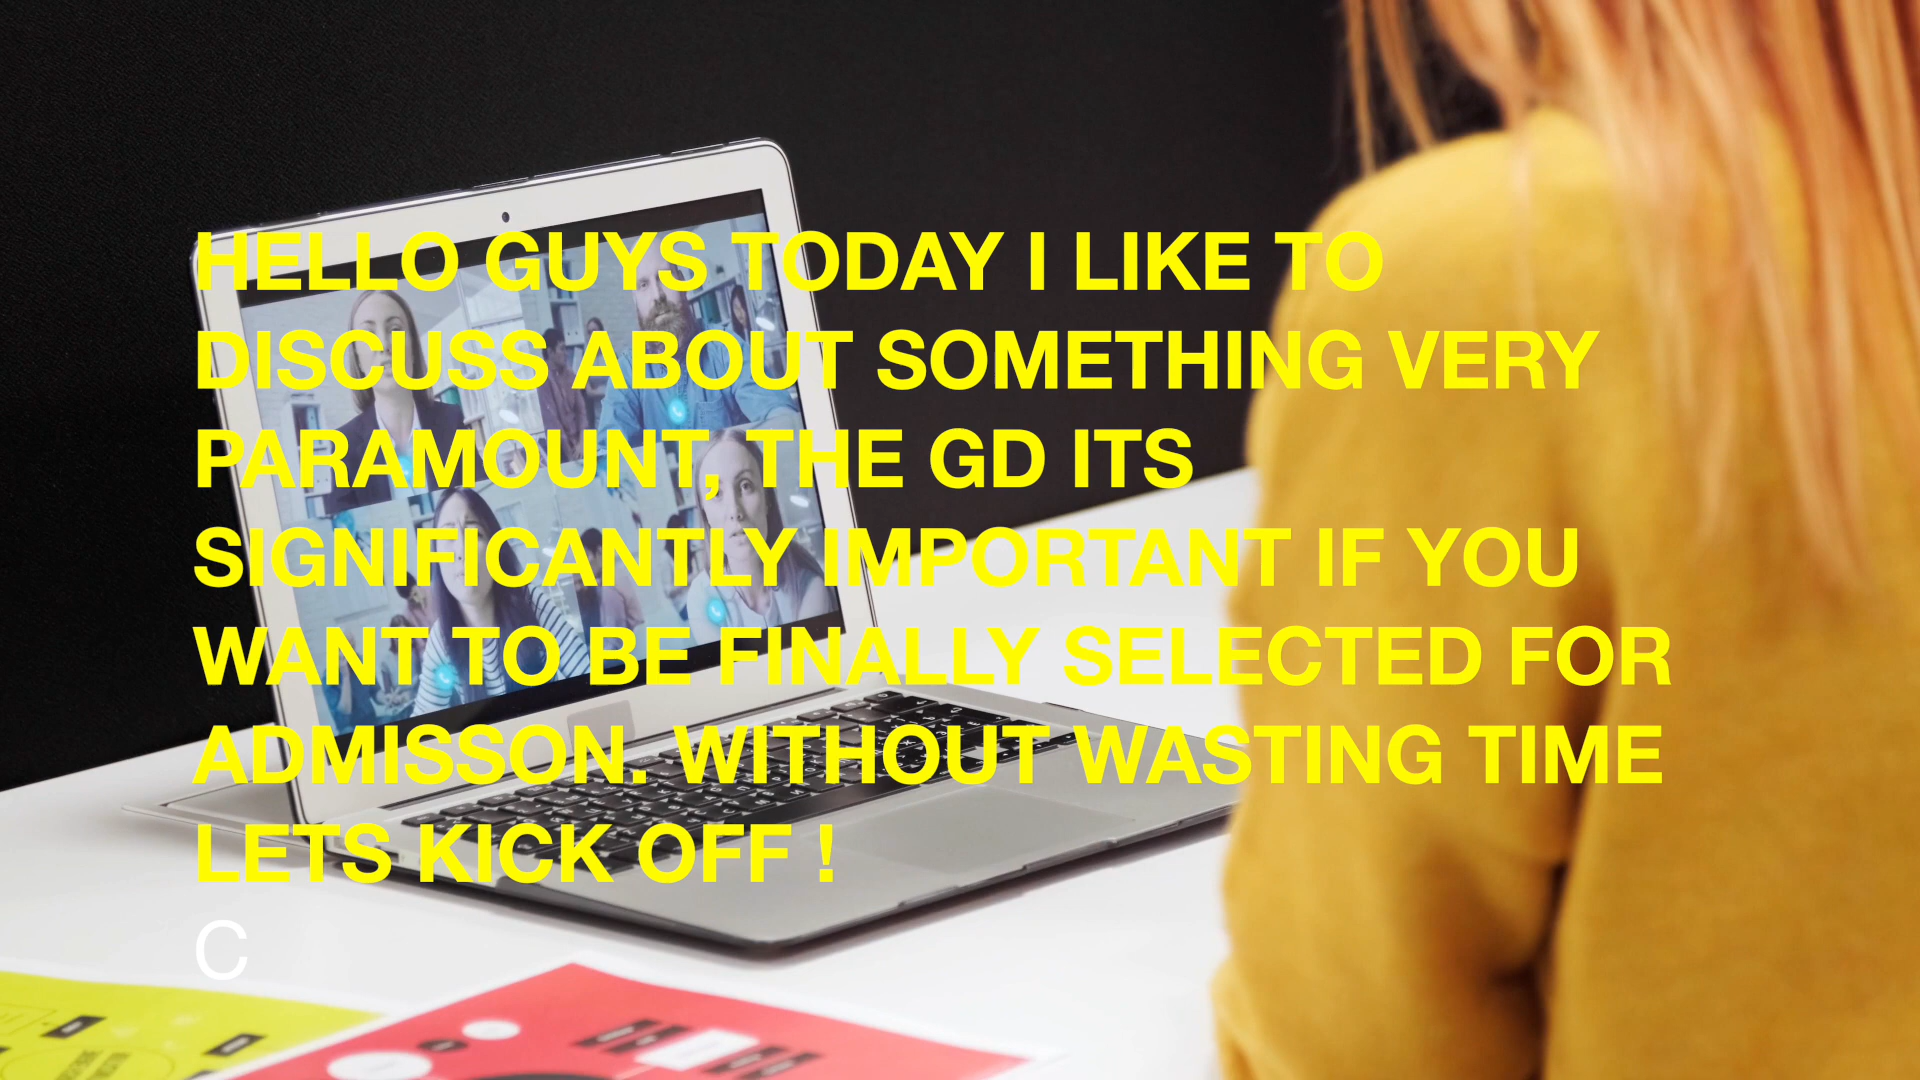 HELLO GUYS TODAY I LIKE TO
DISCUSS ABOUT SOMETHING VERY
PARAMOUNT, THE GD ITS
SIGNIFICANTLY IMPORTANT IF YOU
WANT TO BE FINALLY SELECTED FOR
ADMISSON. WITHOUT WASTING TIME
LETS KICK OFF !
C